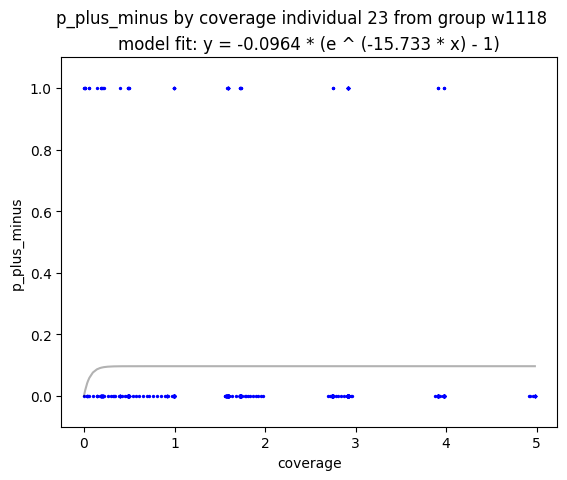 p_plus_minus by coverage individual 23 from group w1118
model fit: y = -0.0964 * (e ^ (-15.733 * x) - 1)
1.0
0.8
0.6
0.4
0.2
0.0
p_plus_minus
0 1 2 3 4 5
coverage